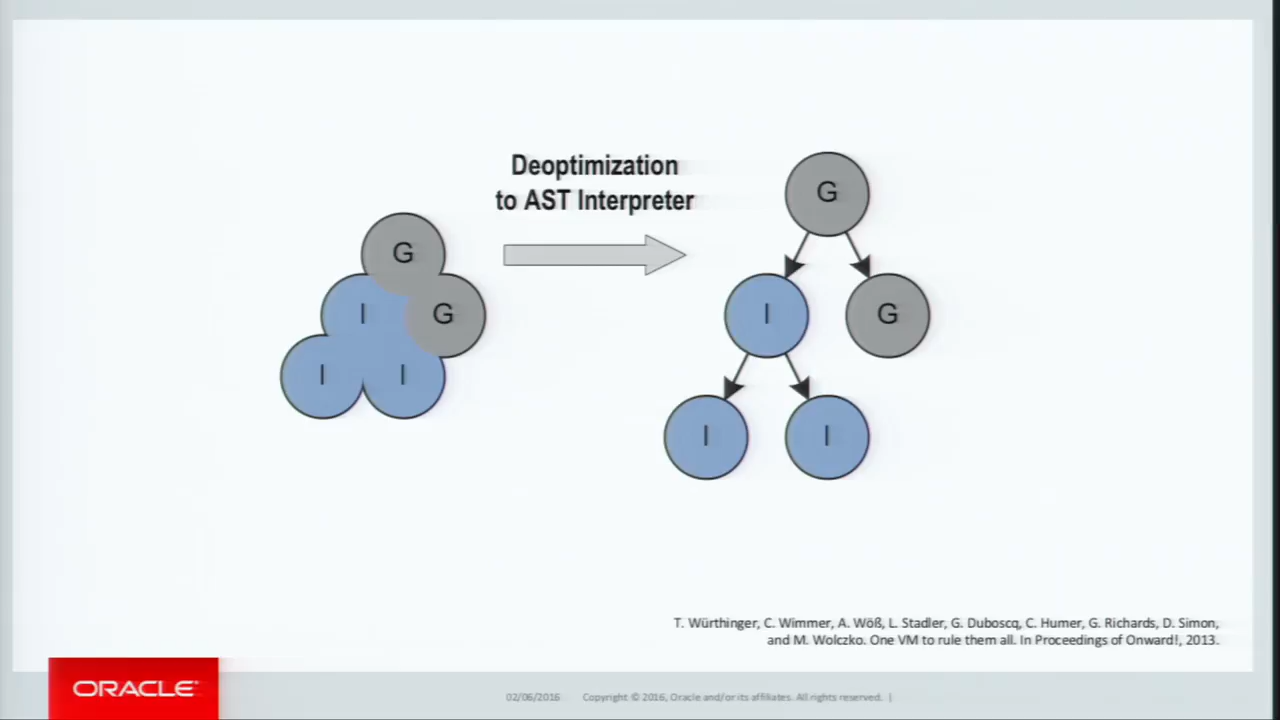 Deoptimization
to AST Interpreter
G
I
G
I
I
G
I
G
I
I
T. Würthinger, C. Wimmer, A. Wöß, L. Stadler, G. Duboscq, C. Humer, G. Richards, D. Simon,
and M. Wolczko. One VM to rule them all. In Proceedings of Onward!, 2013.
ORACLE
02/06/2016 Copyright © 2016, Oracle and/or its affiliates. All rights reserved. |